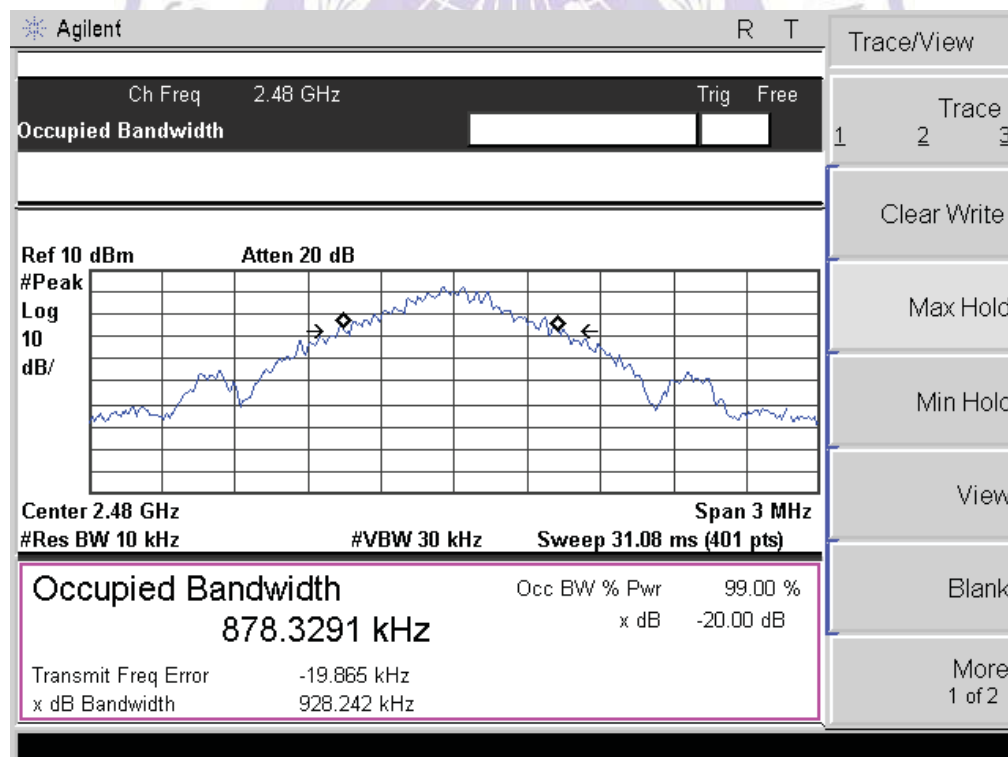 Agilent
R T
Trace/View
Ch Freq 2.48 GHz
Trig Free
Occupied Bandwidth
Trace
1 2 3
Clear Write
Max Hold
Min Hold
View
Blank
More
1 of 2
Ref 10 dBm
Atten 20 dB
#Peak
Log
10
dB/
Center 2.48 GHz
Span 3 MHz
#Res BW 10 kHz
#VBW 30 kHz
Sweep 31.08 ms (401 pts)
Occupied Bandwidth
878.3291 kHz
Occ BW % Pwr 99.00 %
x dB -20.00 dB
Transmit Freq Error -19.865 kHz
x dB Bandwidth 928.242 kHz